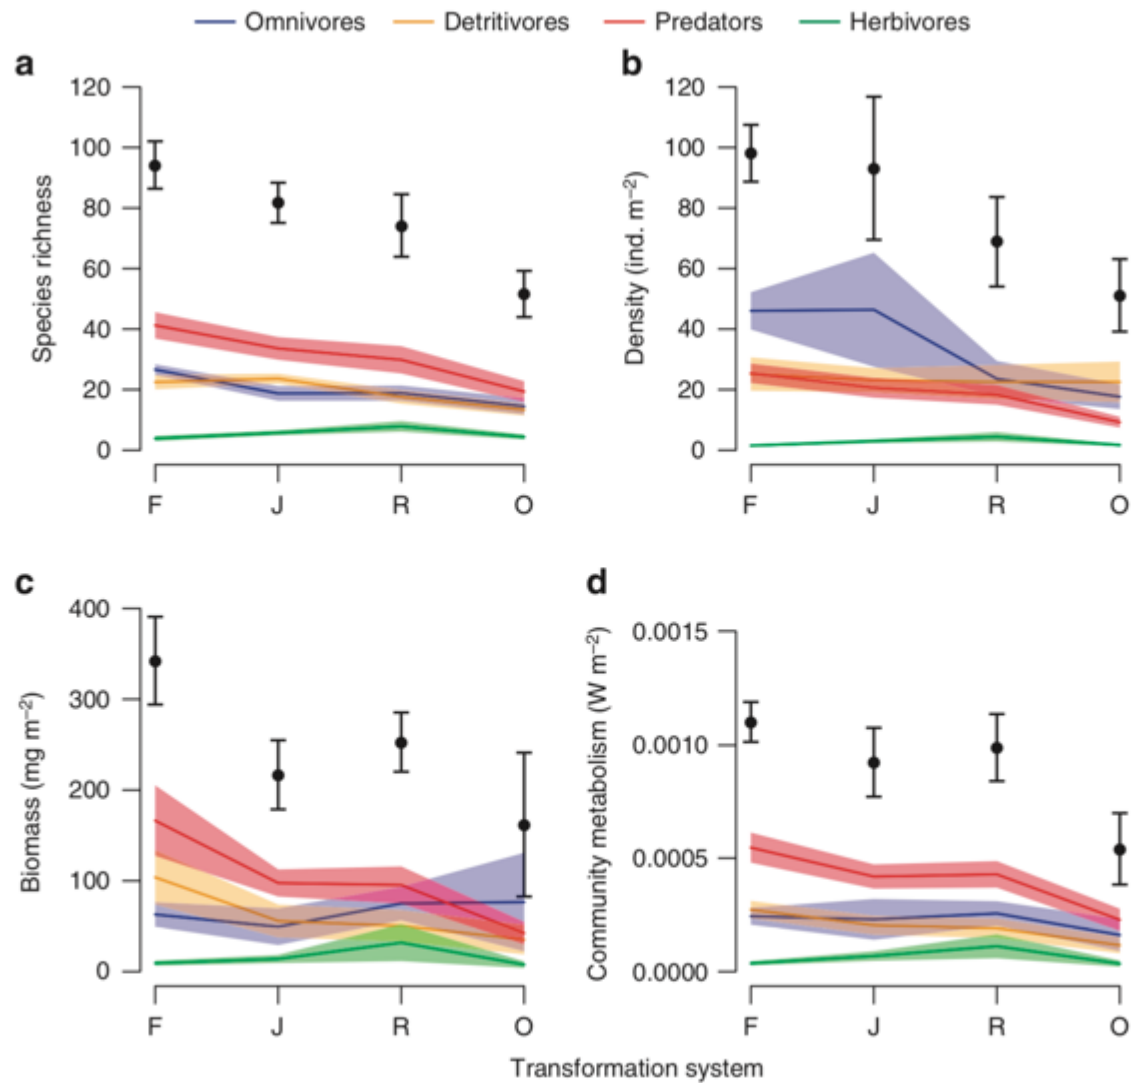 Omnivores Detritivores Predators Herbivores
a
120
100
80
60
40
20
0
Species richness
F J R O
b
120
100
80
60
40
20
0
Density (ind. m⁻²)
F J R O
c
400
300
200
100
0
Biomass (mg m⁻²)
F J R O
d
0.0015
0.0010
0.0005
0.0000
Community metabolism (W m⁻²)
F J R O
Transformation system